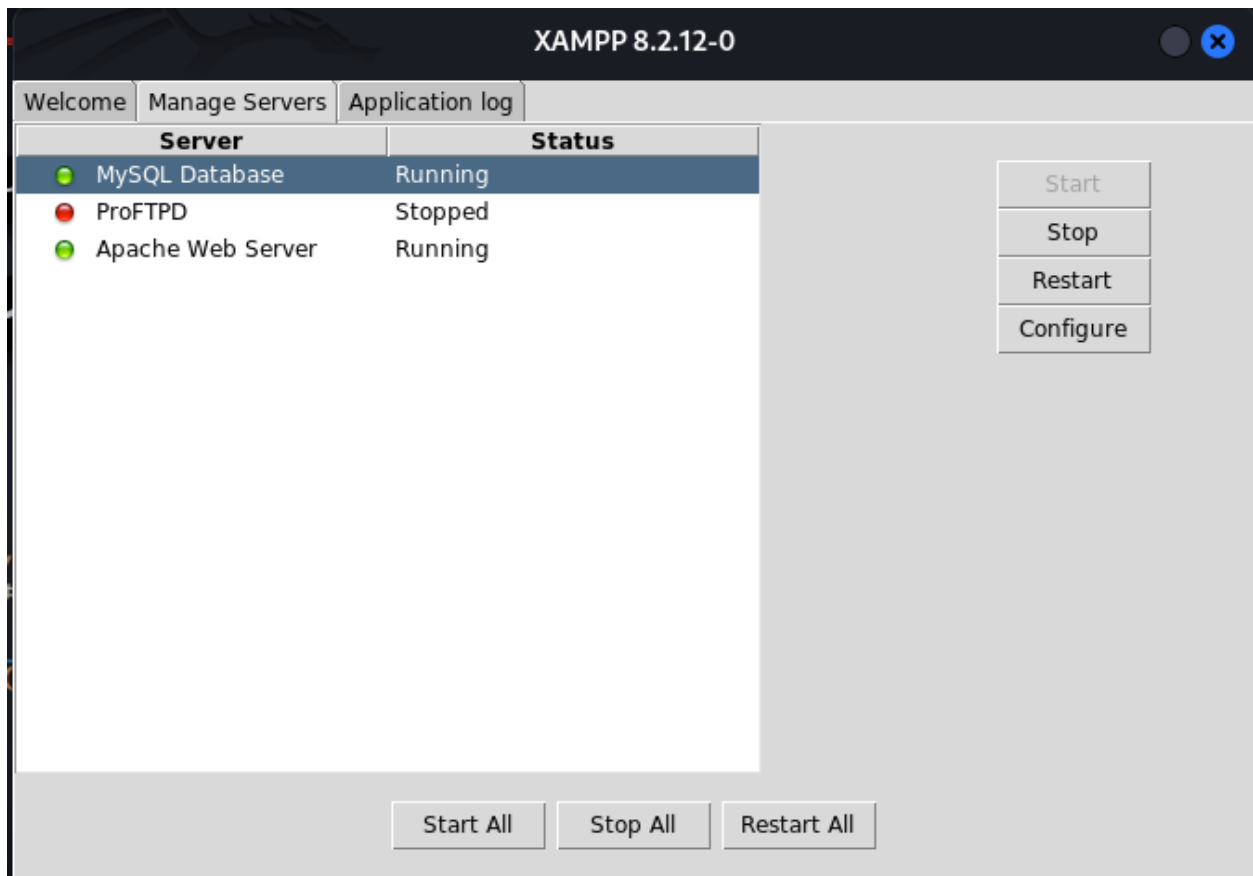 XAMPP 8.2.12-0
Welcome Manage Servers Application log
Server Status
MySQL Database Running
ProFTPD Stopped
Apache Web Server Running
Start
Stop
Restart
Configure
Start All Stop All Restart All